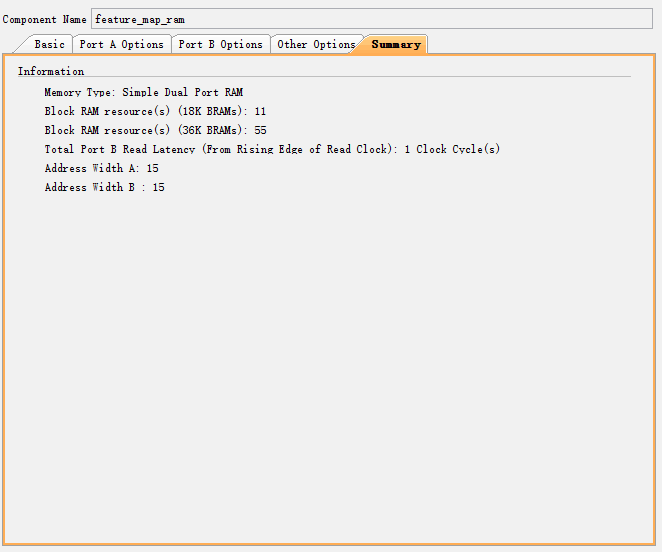 Component Name feature_map_ram
Basic Port A Options Port B Options Other Options Summary
Information
Memory Type: Simple Dual Port RAM
Block RAM resource(s) (18K BRAMs): 11
Block RAM resource(s) (36K BRAMs): 55
Total Port B Read Latency (From Rising Edge of Read Clock): 1 Clock Cycle(s)
Address Width A: 15
Address Width B : 15